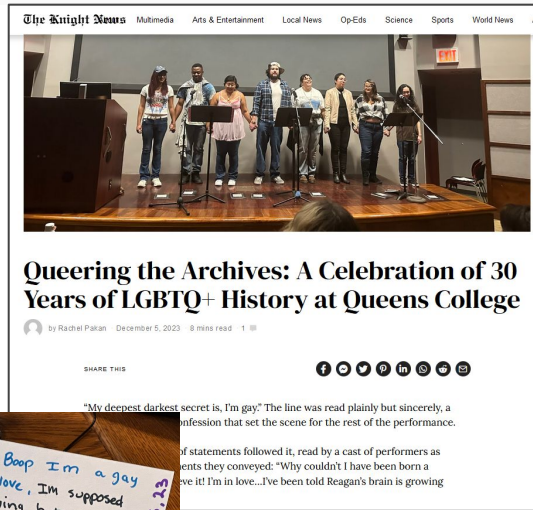 The Knight News Multimedia Arts & Entertainment Local News Op-Eds Science Sports World News
EXIT
Queering the Archives: A Celebration of 30
Years of LGBTQ+ History at Queens College
by Rachel Pakan December 5, 2023 8 mins read 1
SHARE THIS
“My deepest darkest secret is, I’m gay.” The line was read plainly but sincerely, a
onfession that set the scene for the rest of the performance.
of statements followed it, read by a cast of performers as
ents they conveyed: “Why couldn’t I have been born a
eve it! I’m in love...I’ve been told Reagan’s brain is growing
Boop I'm a gay
love, Im supposed
.23